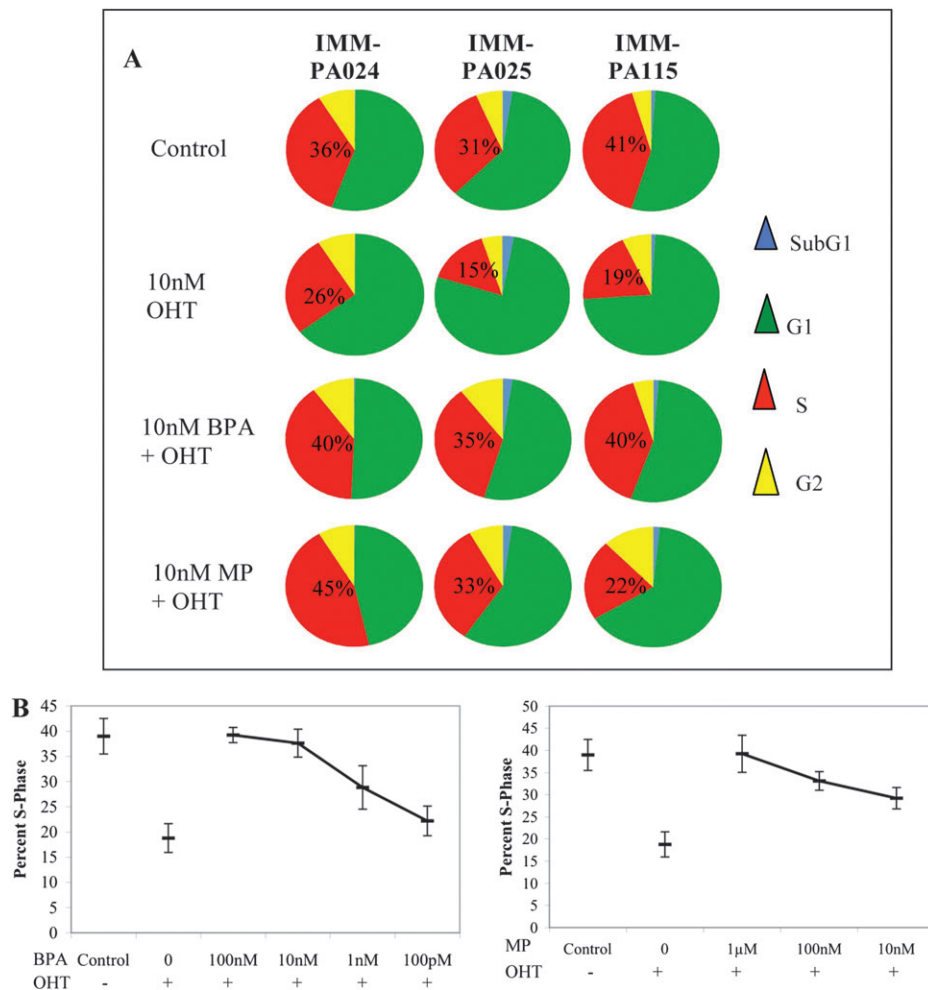 A
IMM-
PA024
IMM-
PA025
IMM-
PA115
Control
36%
31%
41%
10nM
OHT
26%
15%
19%
10nM BPA
+ OHT
40%
35%
40%
10nM MP
+ OHT
45%
33%
22%
SubG1
G1
S
G2
B
Percent S-Phase
45
40
35
30
25
20
15
10
5
0
BPA Control 0 100nM 10nM 1nM 100pM
OHT - + + + + +
Percent S-Phase
50
45
40
35
30
25
20
15
10
5
0
MP Control 0 1µM 100nM 10nM
OHT - + + + +